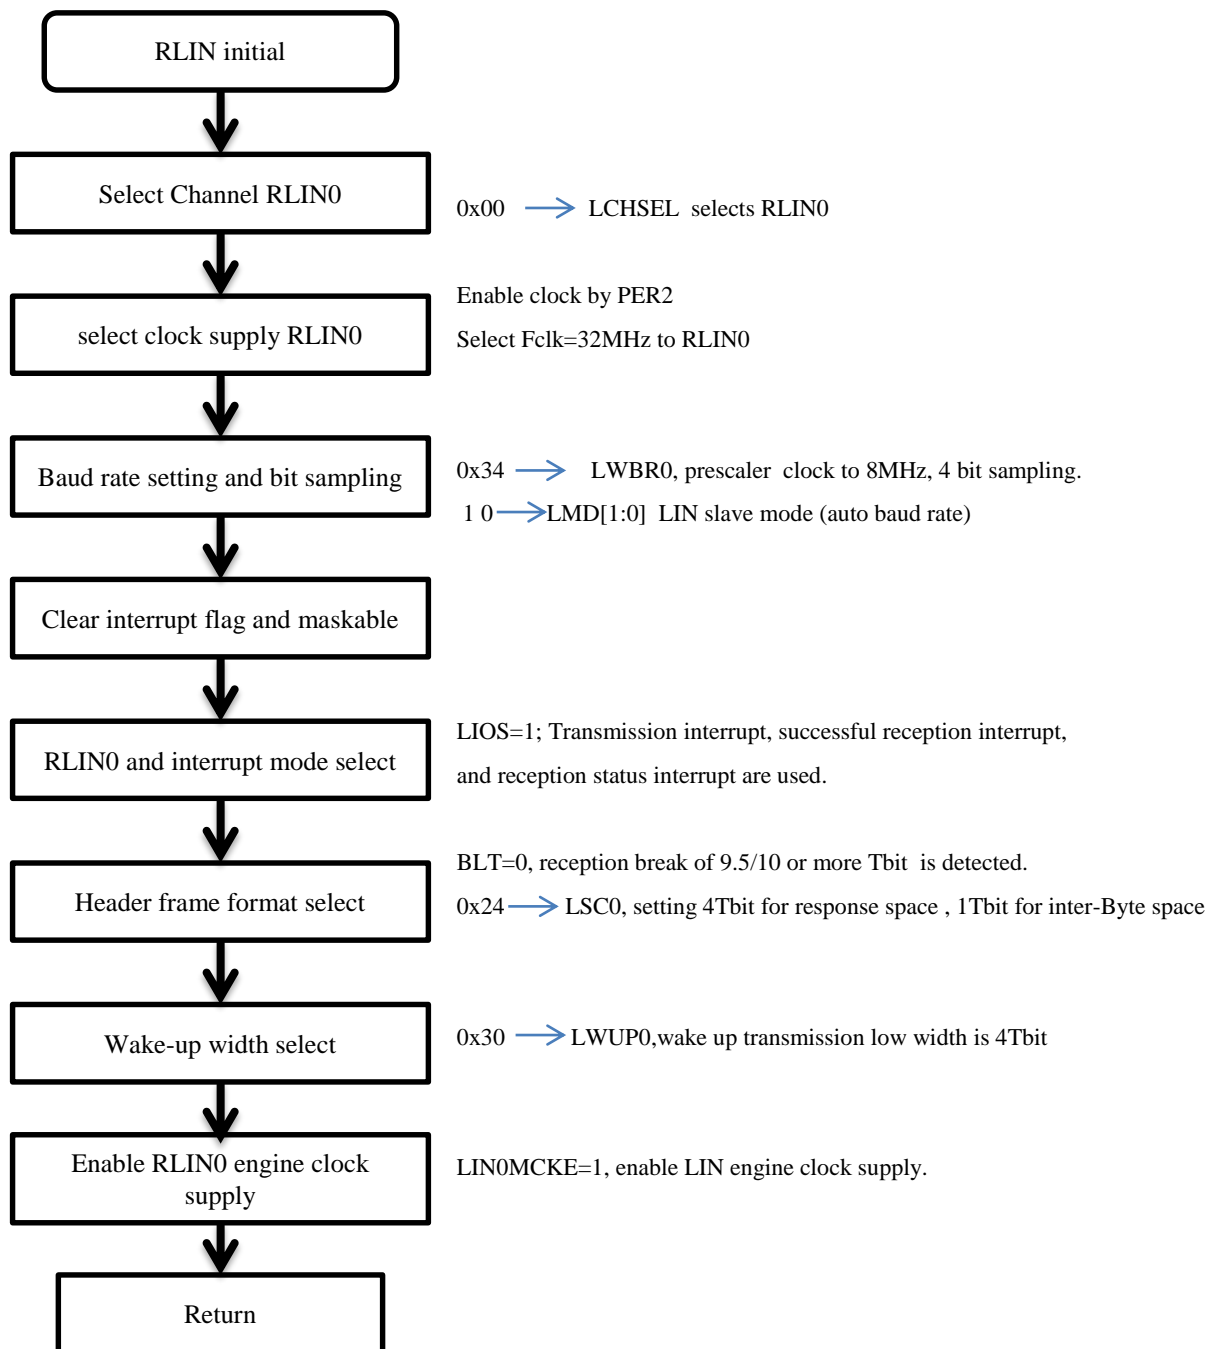 RLIN initial
Select Channel RLIN0
0x00 LCHSEL selects RLIN0
Enable clock by PER2
select clock supply RLIN0
Select Fclk=32MHz to RLIN0
Baud rate setting and bit sampling
0x34 LWBR0, prescaler clock to 8MHz, 4 bit sampling.
1 0 LMD[1:0] LIN slave mode (auto baud rate)
Clear interrupt flag and maskable
RLIN0 and interrupt mode select
LIOS=1; Transmission interrupt, successful reception interrupt,
and reception status interrupt are used.
Header frame format select
BLT=0, reception break of 9.5/10 or more Tbit is detected.
0x24 LSC0, setting 4Tbit for response space , 1Tbit for inter-Byte space
Wake-up width select
0x30 LWUP0,wake up transmission low width is 4Tbit
Enable RLIN0 engine clock
supply
LIN0MCKE=1, enable LIN engine clock supply.
Return